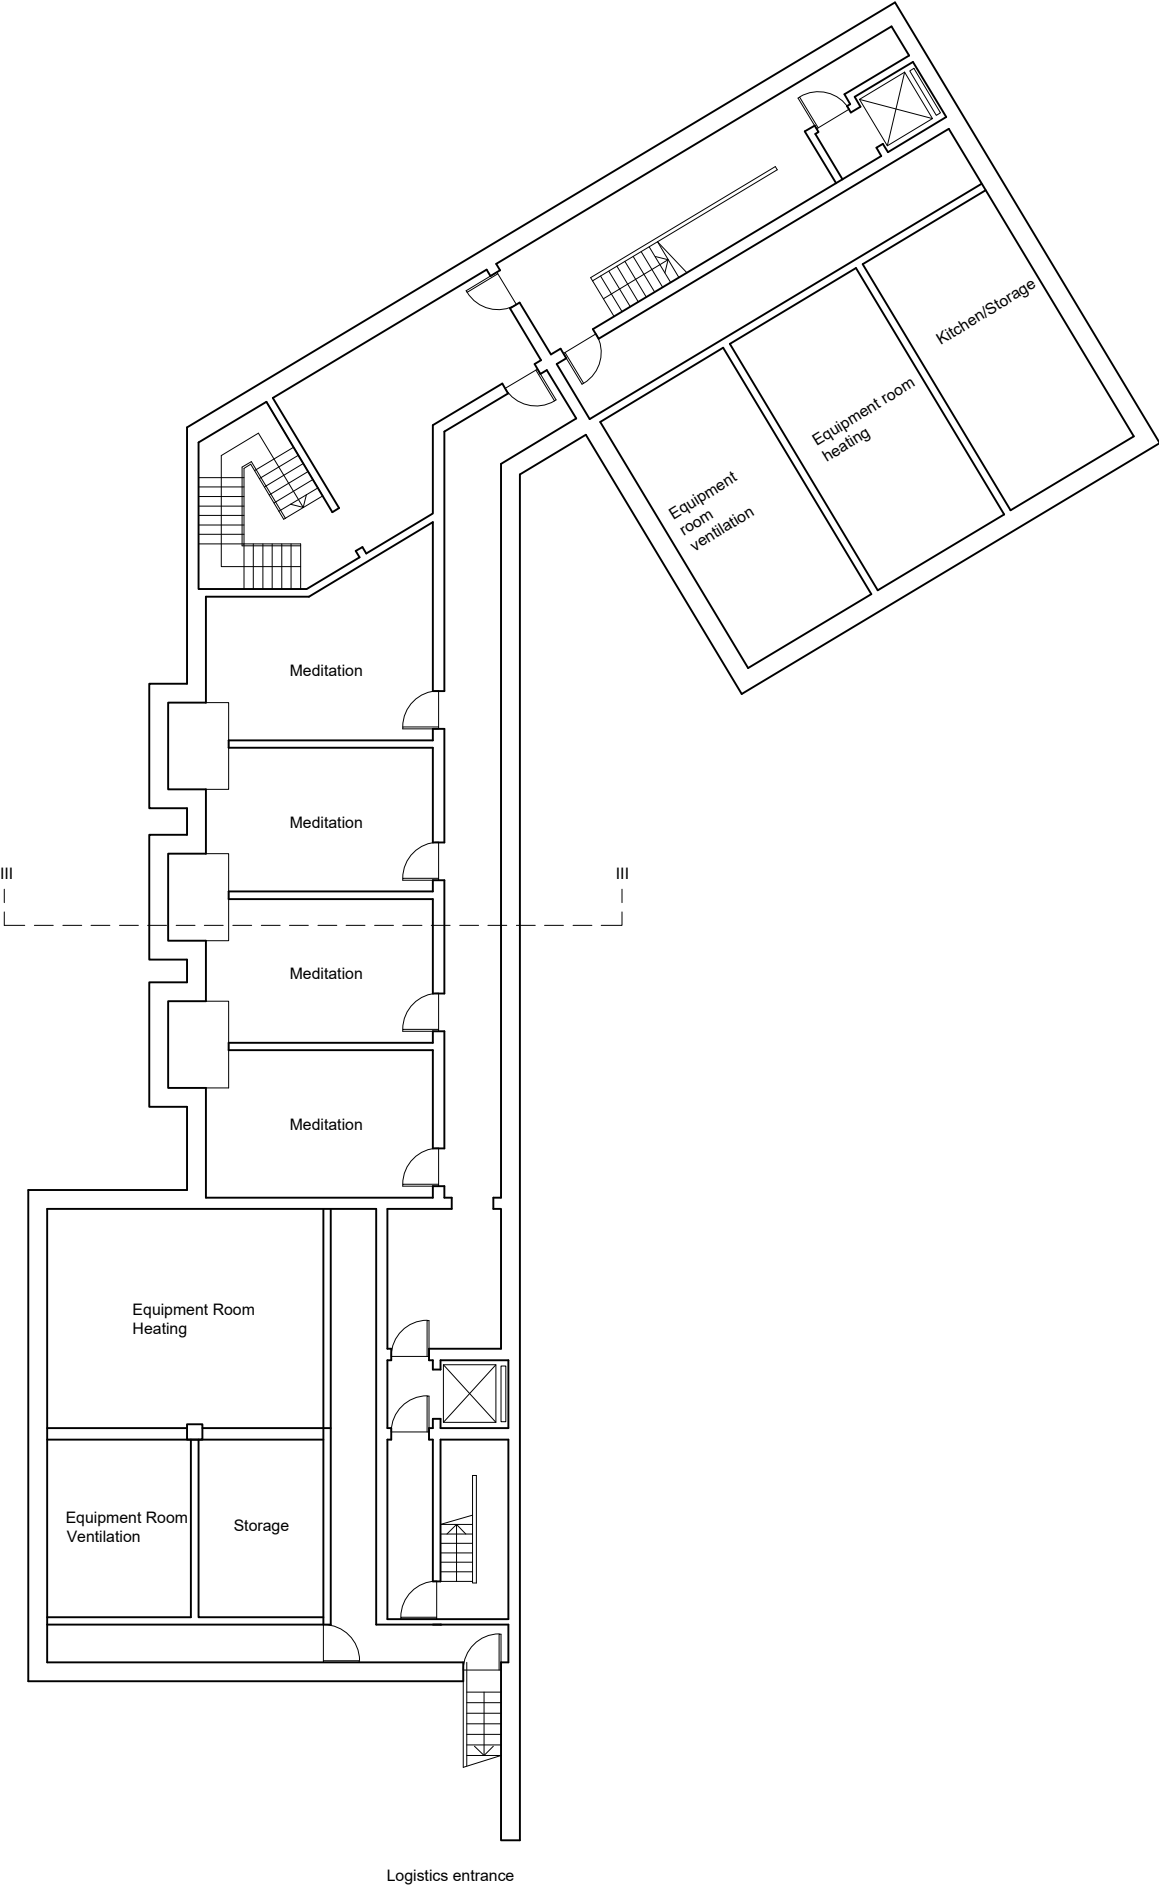 Kitchen/Storage
Equipment room
heating
Equipment
room
ventilation
Meditation
Meditation
III
III
Meditation
Meditation
Equipment Room
Heating
Equipment Room
Ventilation
Storage
Logistics entrance